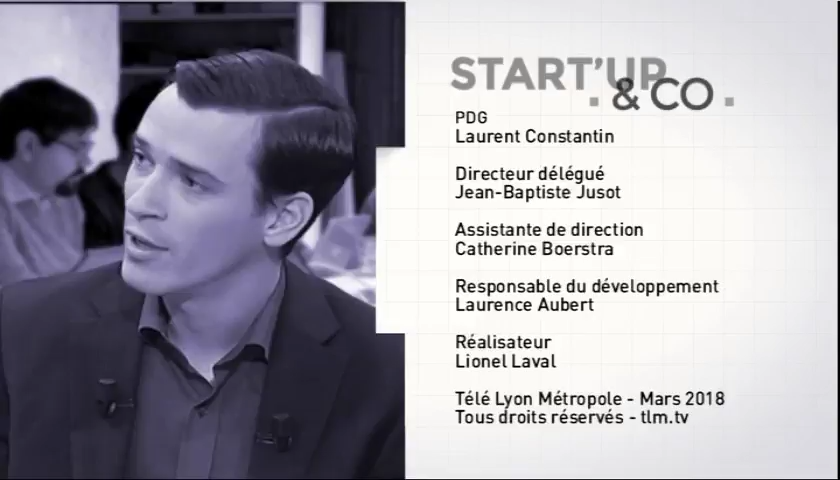 START'UP
. & CO .
PDG
Laurent Constantin
Directeur délégué
Jean-Baptiste Jusot
Assistante de direction
Catherine Boerstra
Responsable du développement
Laurence Aubert
Réalisateur
Lionel Laval
Télé Lyon Métropole - Mars 2018
Tous droits réservés - tlm.tv